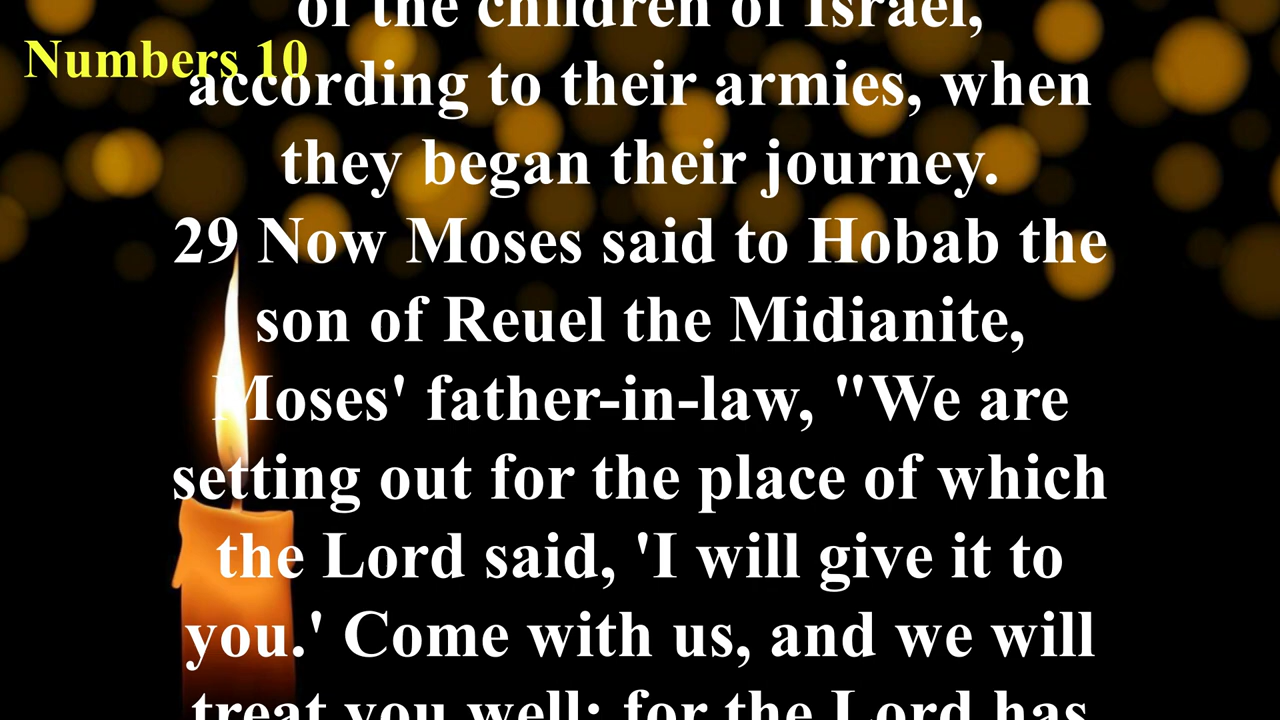 of the children of Israel,
Numbers 10
according to their armies, when
they began their journey.
29 Now Moses said to Hobab the
son of Reuel the Midianite,
Moses' father-in-law, "We are
setting out for the place of which
the Lord said, 'I will give it to
you.' Come with us, and we will
treat you well; for the Lord has